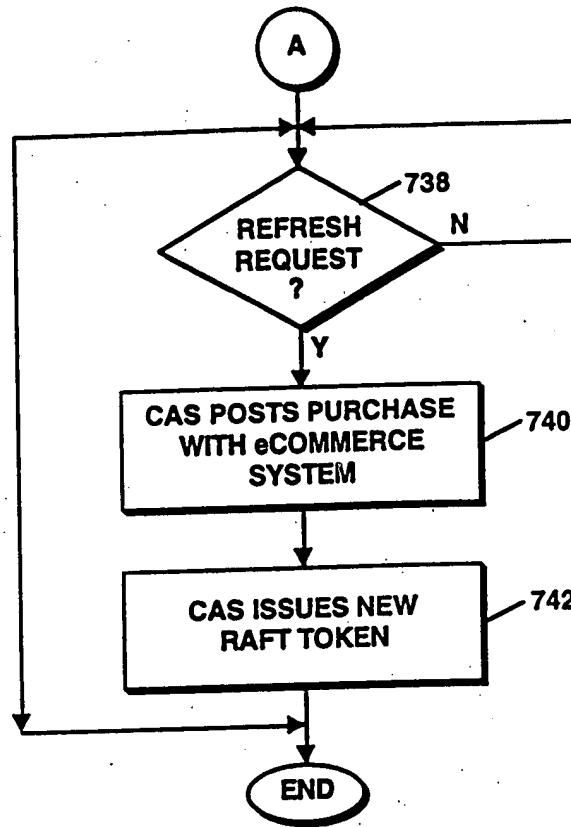 A
738
REFRESH
REQUEST
?
N
Y
CAS POSTS PURCHASE
WITH eCOMMERCE
SYSTEM
740
CAS ISSUES NEW
RAFT TOKEN
742
END